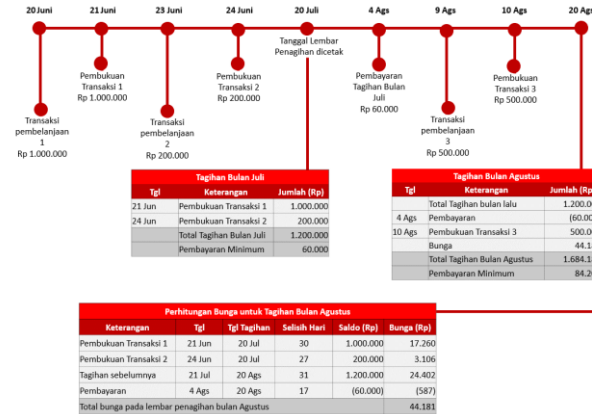 20 Juni 21 Juni 23 Juni 24 Juni 20 Juli 4 Ags 9 Ags 10 Ags 20 Ags
Tanggal Lembar
Penagihan dicetak
Pembukuan
Transaksi 1
Rp 1.000.000
Pembukuan
Transaksi 2
Rp 200.000
Pembayaran
Tagihan Bulan
Juli
Rp 60.000
Pembukuan
Transaksi 3
Rp 500.000
Transaksi
pembelanjaan
1
Rp 1.000.000
Transaksi
pembelanjaan
2
Rp 200.000
Transaksi
pembelanjaan
3
Rp 500.000
Tagihan Bulan Juli
Tgl Keterangan Jumlah (Rp)
21 Jun Pembukuan Transaksi 1 1.000.000
24 Jun Pembukuan Transaksi 2 200.000
Total Tagihan Bulan Juli 1.200.000
Pembayaran Minimum 60.000
Tagihan Bulan Agustus
Tgl Keterangan Jumlah (Rp
Total Tagihan bulan lalu 1.200.00
4 Ags Pembayaran (60.00
10 Ags Pembukuan Transaksi 3 500.00
Bunga 44.18
Total Tagihan Bulan Agustus 1.684.1
Pembayaran Minimum 84.2
Perhitungan Bunga untuk Tagihan Bulan Agustus
Keterangan Tgl Tgl Tagihan Selisih Hari Saldo (Rp) Bunga (Rp)
Pembukuan Transaksi 1 21 Jun 20 Jul 30 1.000.000 17.260
Pembukuan Transaksi 2 24 Jun 20 Jul 27 200.000 3.106
Tagihan sebelumnya 21 Jul 20 Ags 31 1.200.000 24.402
Pembayaran 4 Ags 20 Ags 17 (60.000) (587)
Total bunga pada lembar penagihan bulan Agustus 44.181